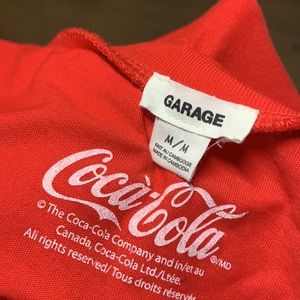 GARAGE
M/M
FAIT AU CAMBODGE
MADE IN CAMBODIA
Coca-Cola
®/MD
© The Coca-Cola Company and in/et au
Canada, Coca-Cola Ltd./Ltée.
All rights reserved/Tous droits réservés